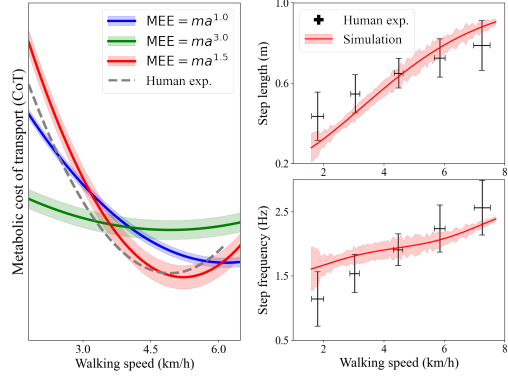 Metabolic cost of transport (CoT)
MEE = ma^1.0
MEE = ma^3.0
MEE = ma^1.5
Human exp.
3.0 4.5 6.0
Walking speed (km/h)
Step length (m)
1.0
0.6
0.2
Human exp.
Simulation
2 4 6 8
Step frequency (Hz)
2.5
1.5
0.5
2 4 6 8
Walking speed (km/h)